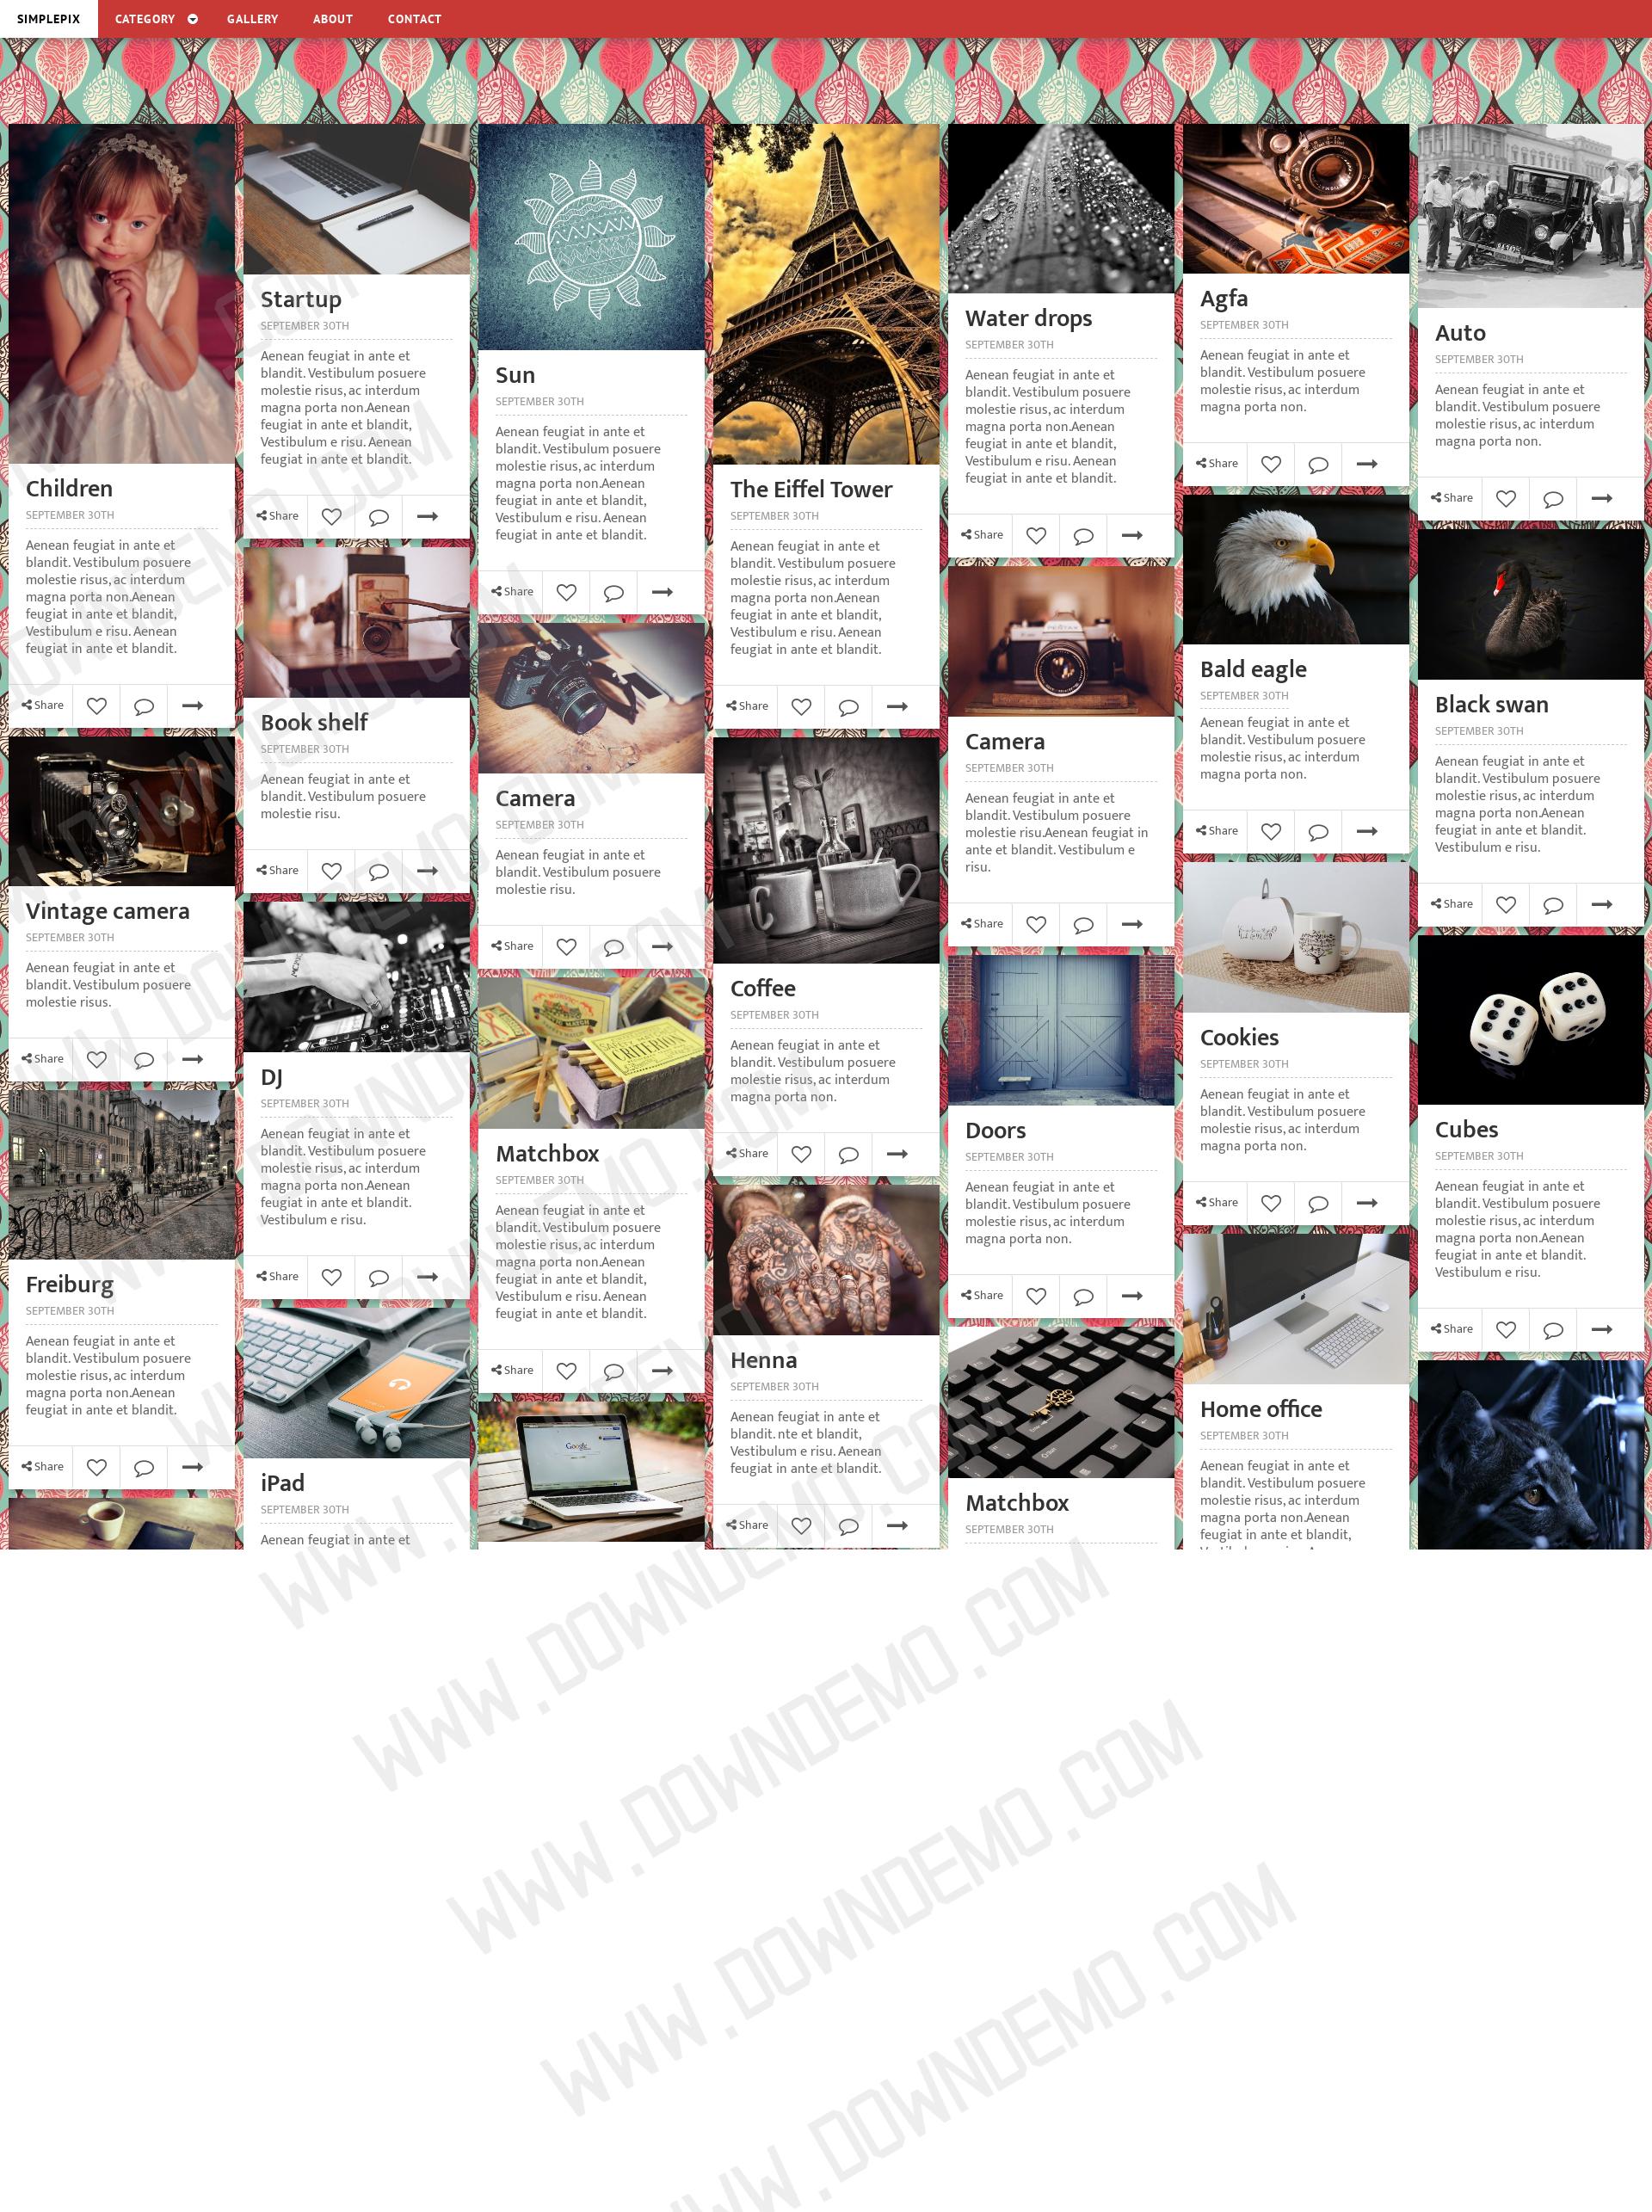 SIMPLEPIX
CATEGORY
GALLERY
ABOUT
CONTACT
Children
SEPTEMBER 30TH
Aenean feugiat in ante et
blandit. Vestibulum posuere
molestie risus, ac interdum
magna porta non.Aenean
feugiat in ante et blandit,
Vestibulum e risu. Aenean
feugiat in ante et blandit.
Share
Vintage camera
SEPTEMBER 30TH
Aenean feugiat in ante et
blandit. Vestibulum posuere
molestie risus.
Share
Freiburg
SEPTEMBER 30TH
Aenean feugiat in ante et
blandit. Vestibulum posuere
molestie risus, ac interdum
magna porta non.Aenean
feugiat in ante et blandit.
Share
Startup
SEPTEMBER 30TH
Aenean feugiat in ante et
blandit. Vestibulum posuere
molestie risus, ac interdum
magna porta non.Aenean
feugiat in ante et blandit,
Vestibulum e risu. Aenean
feugiat in ante et blandit.
Share
Book shelf
SEPTEMBER 30TH
Aenean feugiat in ante et
blandit. Vestibulum posuere
molestie risu.
Share
DJ
SEPTEMBER 30TH
Aenean feugiat in ante et
blandit. Vestibulum posuere
molestie risus, ac interdum
magna porta non.Aenean
feugiat in ante et blandit.
Vestibulum e risu.
Share
iPad
SEPTEMBER 30TH
Aenean feugiat in ante et
Sun
SEPTEMBER 30TH
Aenean feugiat in ante et
blandit. Vestibulum posuere
molestie risus, ac interdum
magna porta non.Aenean
feugiat in ante et blandit,
Vestibulum e risu. Aenean
feugiat in ante et blandit.
Share
Camera
SEPTEMBER 30TH
Aenean feugiat in ante et
blandit. Vestibulum posuere
molestie risu.
Share
CRITERION
Matchbox
SEPTEMBER 30TH
Aenean feugiat in ante et
blandit. Vestibulum posuere
molestie risus, ac interdum
magna porta non.Aenean
feugiat in ante et blandit,
Vestibulum e risu. Aenean
feugiat in ante et blandit.
Share
Google
The Eiffel Tower
SEPTEMBER 30TH
Aenean feugiat in ante et
blandit. Vestibulum posuere
molestie risus, ac interdum
magna porta non.Aenean
feugiat in ante et blandit,
Vestibulum e risu. Aenean
feugiat in ante et blandit.
Share
Coffee
SEPTEMBER 30TH
Aenean feugiat in ante et
blandit. Vestibulum posuere
molestie risus, ac interdum
magna porta non.
Share
Henna
SEPTEMBER 30TH
Aenean feugiat in ante et
blandit. nte et blandit,
Vestibulum e risu. Aenean
feugiat in ante et blandit.
Share
Water drops
SEPTEMBER 30TH
Aenean feugiat in ante et
blandit. Vestibulum posuere
molestie risus, ac interdum
magna porta non.Aenean
feugiat in ante et blandit,
Vestibulum e risu. Aenean
feugiat in ante et blandit.
Share
Camera
SEPTEMBER 30TH
Aenean feugiat in ante et
blandit. Vestibulum posuere
molestie risu.Aenean feugiat in
ante et blandit. Vestibulum e
risu.
Share
Doors
SEPTEMBER 30TH
Aenean feugiat in ante et
blandit. Vestibulum posuere
molestie risus, ac interdum
magna porta non.
Share
Matchbox
SEPTEMBER 30TH
Agfa
SEPTEMBER 30TH
Aenean feugiat in ante et
blandit. Vestibulum posuere
molestie risus, ac interdum
magna porta non.
Share
Bald eagle
SEPTEMBER 30TH
Aenean feugiat in ante et
blandit. Vestibulum posuere
molestie risus, ac interdum
magna porta non.
Share
Cookies
SEPTEMBER 30TH
Aenean feugiat in ante et
blandit. Vestibulum posuere
molestie risus, ac interdum
magna porta non.
Share
Home office
SEPTEMBER 30TH
Aenean feugiat in ante et
blandit. Vestibulum posuere
molestie risus, ac interdum
magna porta non.Aenean
feugiat in ante et blandit,
Auto
SEPTEMBER 30TH
Aenean feugiat in ante et
blandit. Vestibulum posuere
molestie risus, ac interdum
magna porta non.
Share
Black swan
SEPTEMBER 30TH
Aenean feugiat in ante et
blandit. Vestibulum posuere
molestie risus, ac interdum
magna porta non.Aenean
feugiat in ante et blandit.
Vestibulum e risu.
Share
Cubes
SEPTEMBER 30TH
Aenean feugiat in ante et
blandit. Vestibulum posuere
molestie risus, ac interdum
magna porta non.Aenean
feugiat in ante et blandit.
Vestibulum e risu.
Share
WWW.DOWNDEMO.COM
WWW.DOWNDEMO.COM
WWW.DOWNDEMO.COM
WWW.DOWNDEMO.COM